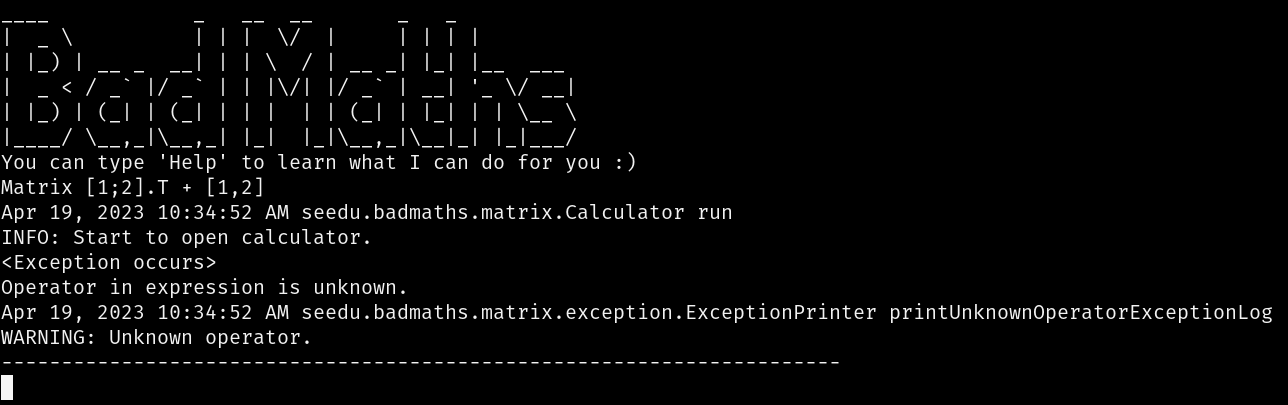 ____            _   __  __       _   _
|  _ \          | | |  \/  |     | | | |
| |_) | __ _  __| | | \  / | __ _| |_| |__  ___
|  _ < / _` |/ _` | | |\/| |/ _` | __| '_ \/ __|
| |_) | (_| | (_| | | |  | | (_| | |_| | | \__ \
|____/ \__,_|\__,_| |_|  |_|\__,_|\__|_| |_|___/
You can type 'Help' to learn what I can do for you :)
Matrix [1;2].T + [1,2]
Apr 19, 2023 10:34:52 AM seedu.badmaths.matrix.Calculator run
INFO: Start to open calculator.
<Exception occurs>
Operator in expression is unknown.
Apr 19, 2023 10:34:52 AM seedu.badmaths.matrix.exception.ExceptionPrinter printUnknownOperatorExceptionLog
WARNING: Unknown operator.
----------------------------------------------------------------------